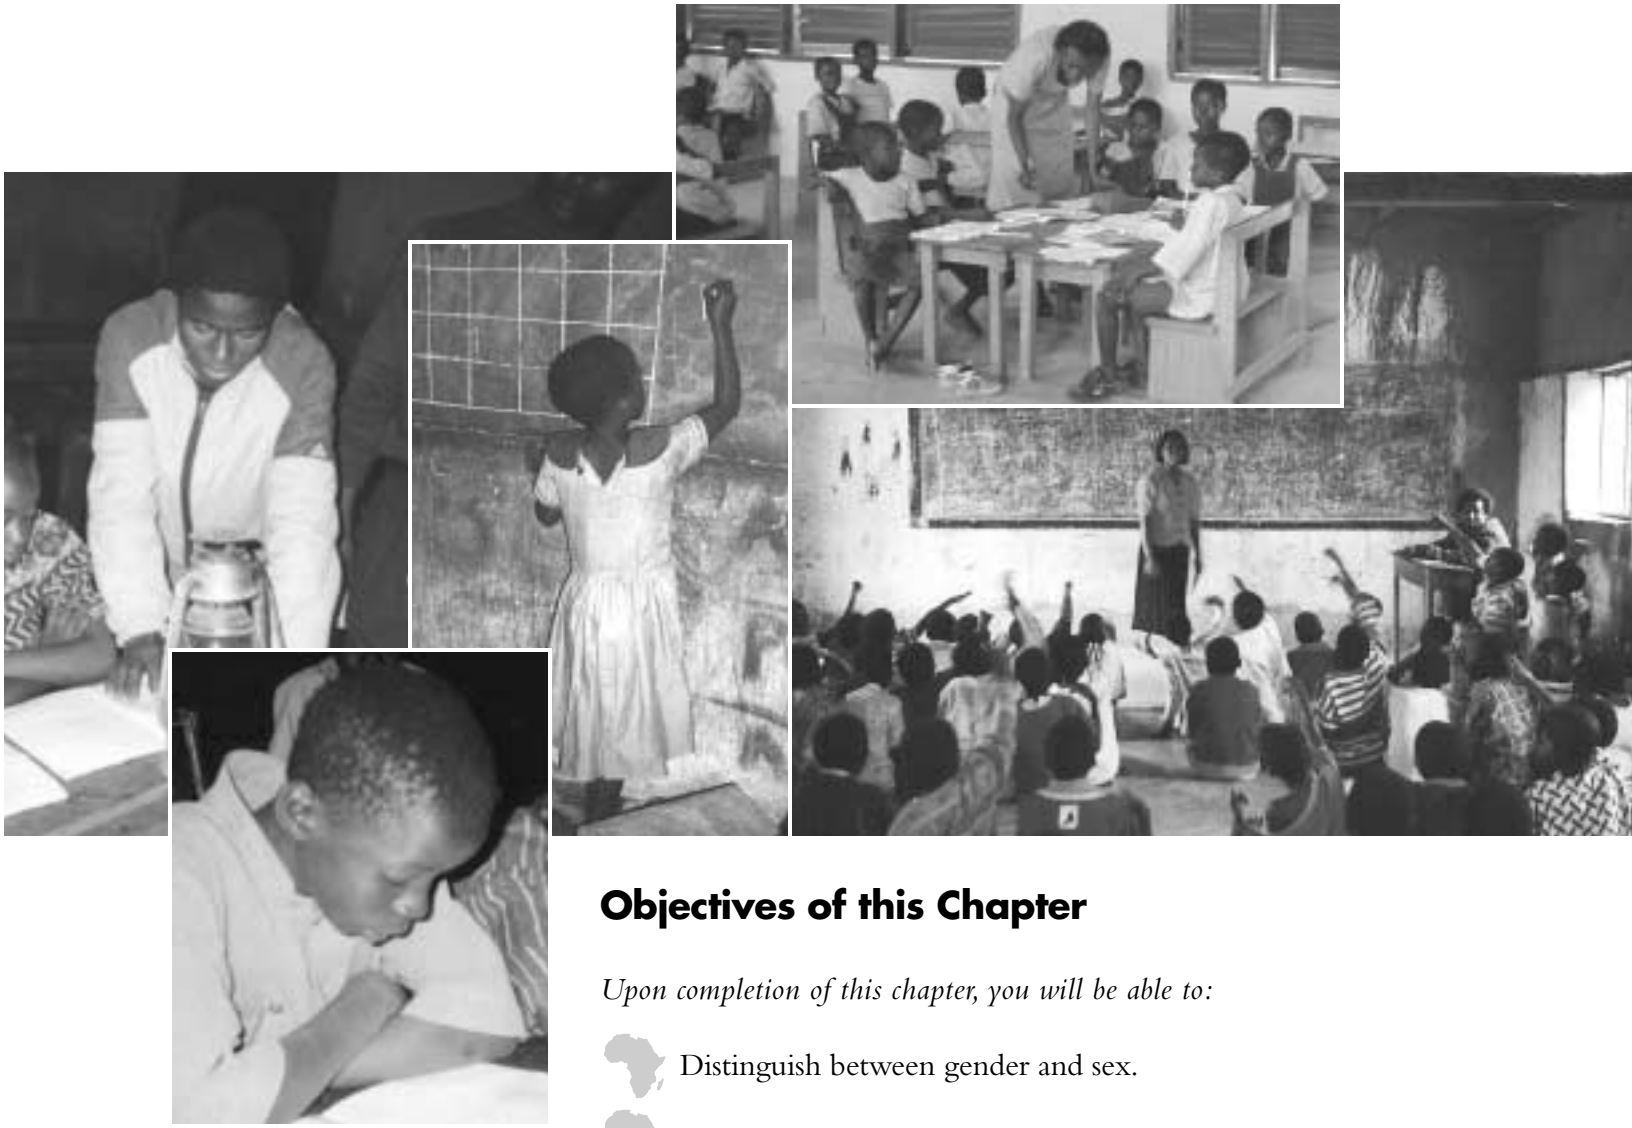 Objectives of this Chapter
Upon completion of this chapter, you will be able to:
Distinguish between gender and sex.